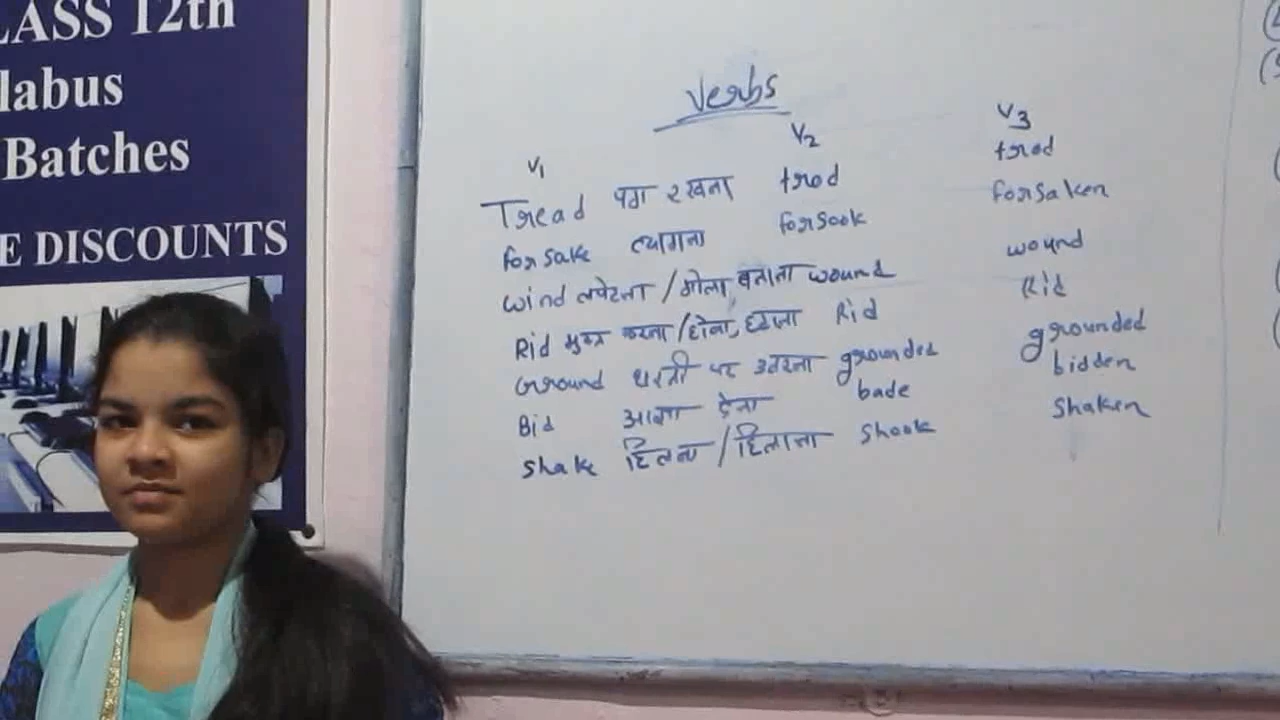 LASS 12th
llabus
Batches
E DISCOUNTS
Verbs
V1 V2 V3
Tread पग रखना trod trod
forsake त्यागना forsook forsaken
wind लपेटना / गोला बनाना wound wound
Rid मुक्त करना / होना, हटाना Rid Rid
Ground धरती पर उतरना grounded grounded
Bid आज्ञा देना bade bidden
Shake हिलना / हिलाना Shook Shaken